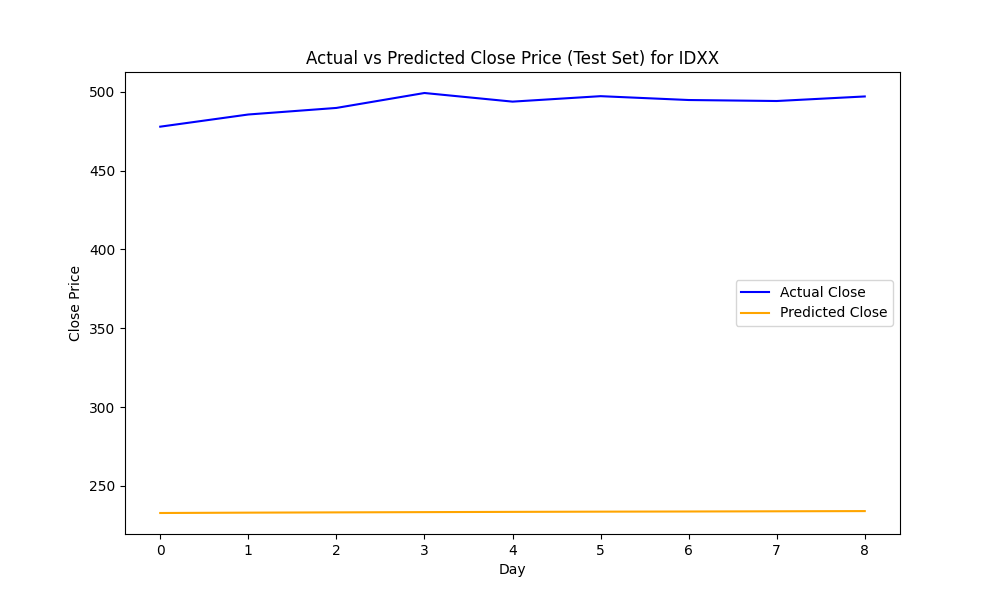 Actual vs Predicted Close Price (Test Set) for IDXX
500
450
400
350
300
250
Close Price
Actual Close
Predicted Close
0 1 2 3 4 5 6 7 8
Day